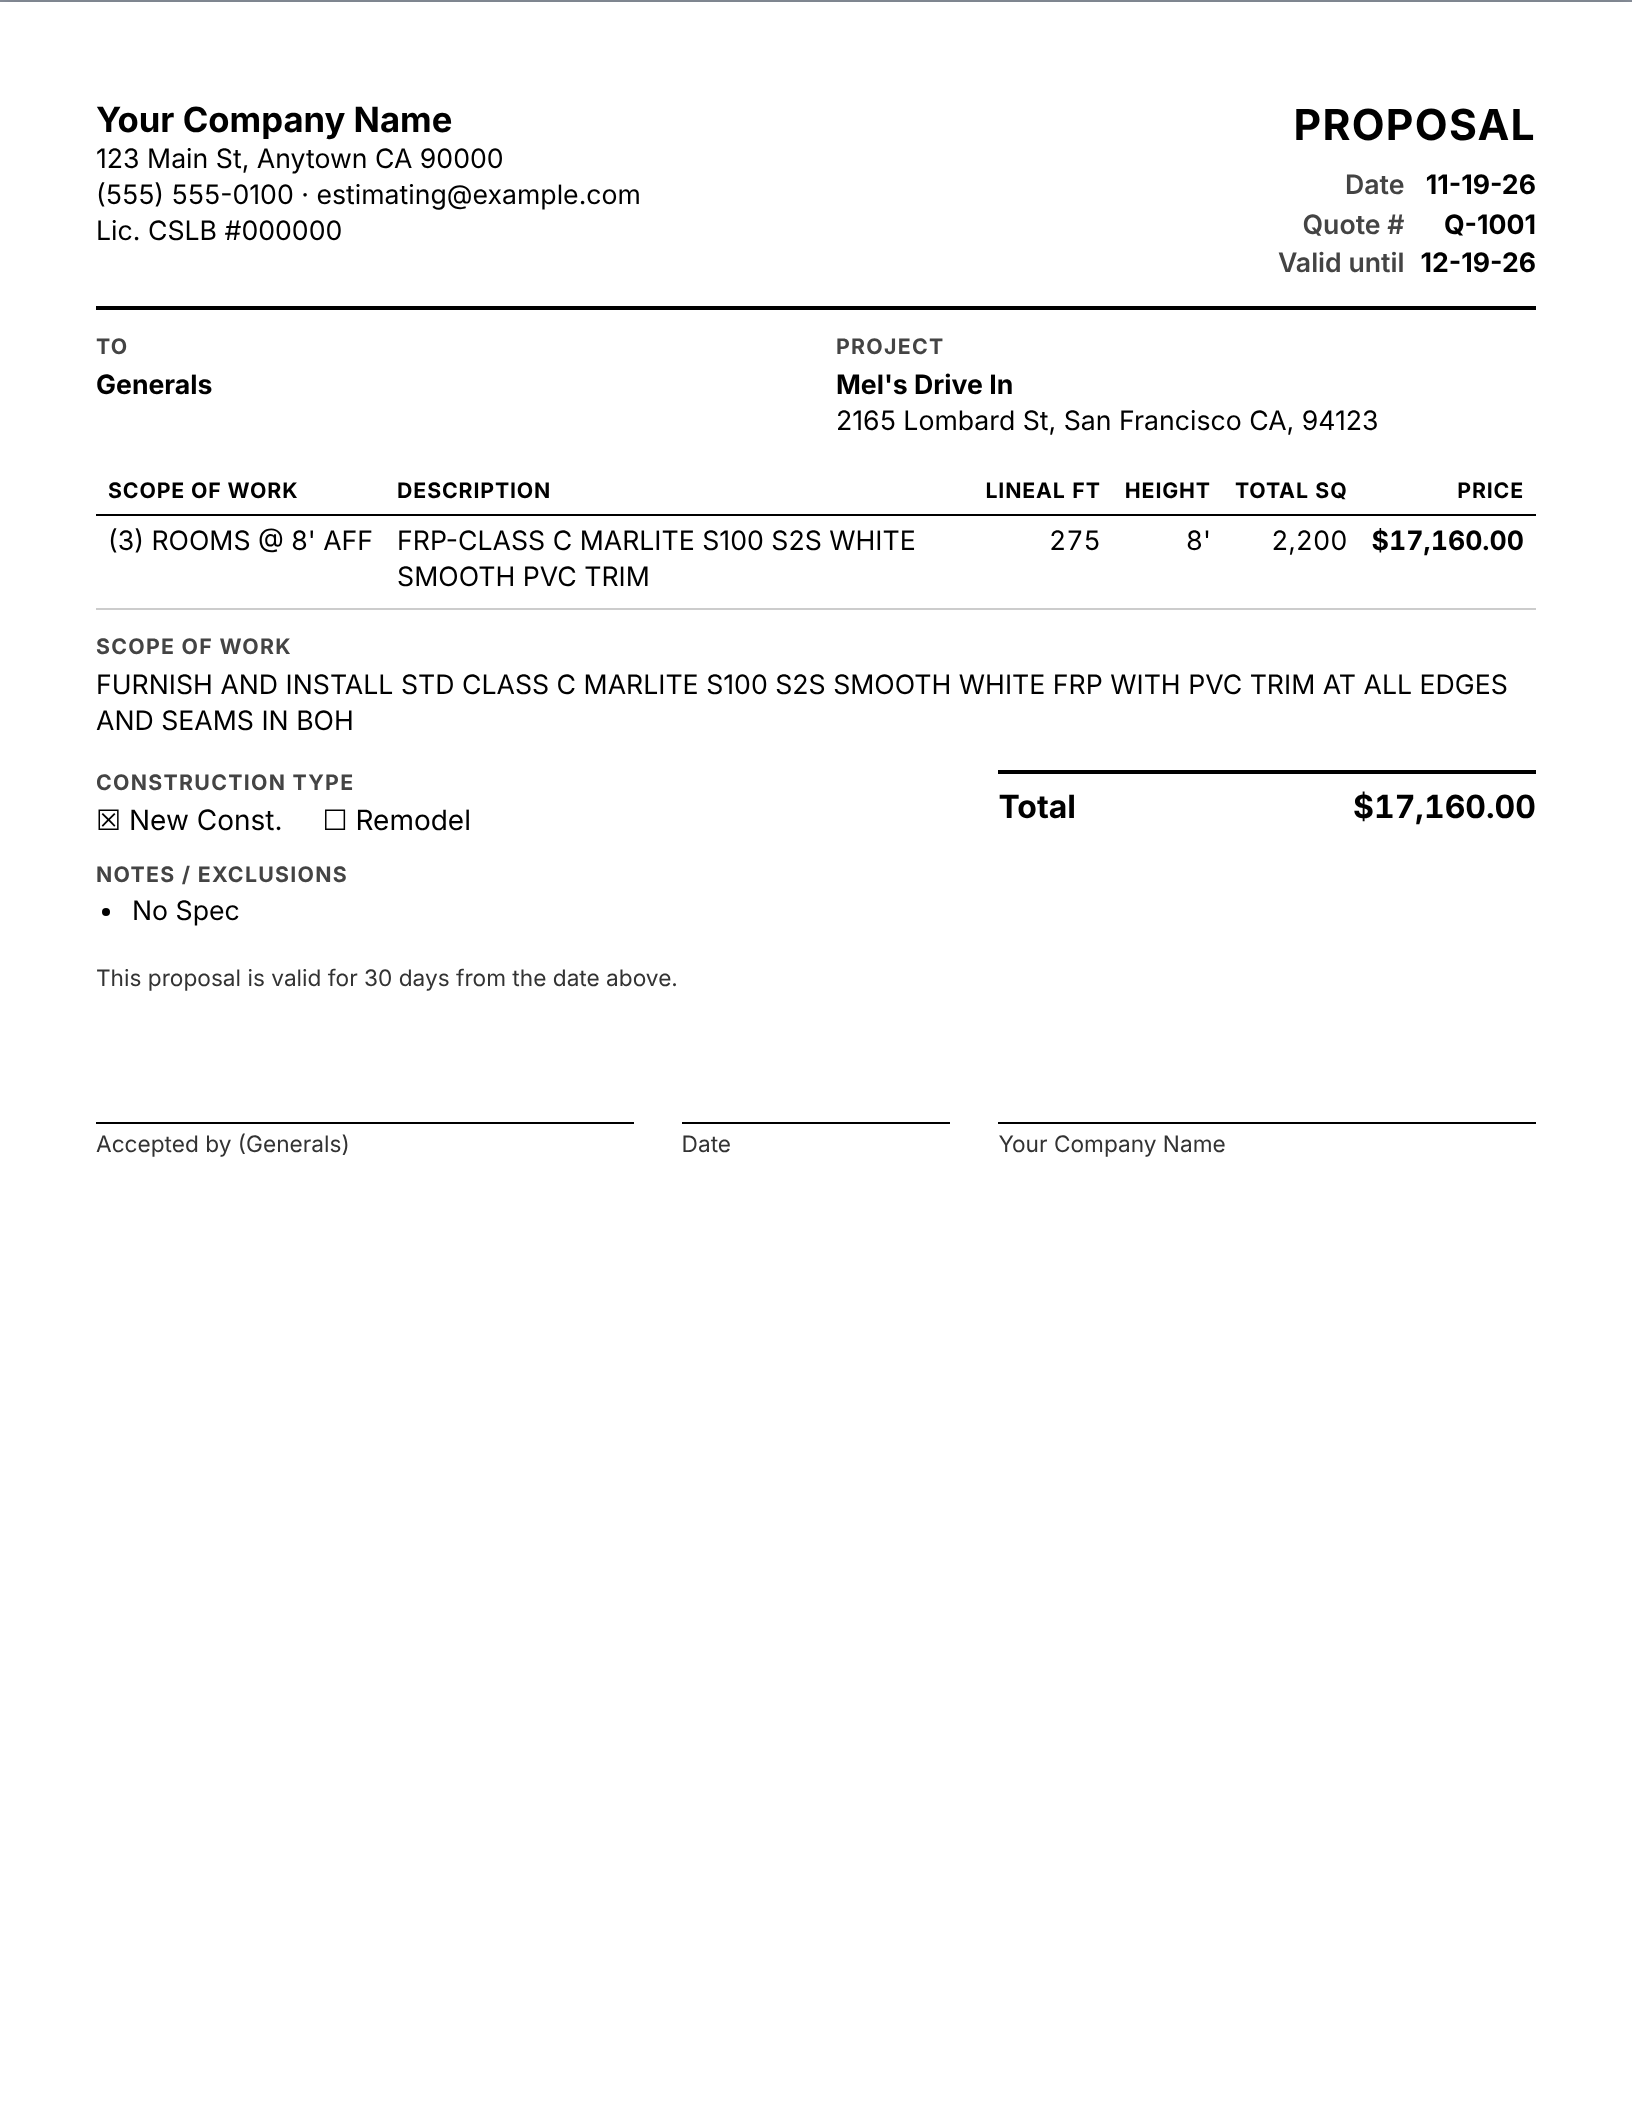 Your Company Name
123 Main St, Anytown CA 90000
(555) 555-0100 · estimating@example.com
Lic. CSLB #000000
PROPOSAL
Date 11-19-26
Quote # Q-1001
Valid until 12-19-26
TO
Generals
PROJECT
Mel's Drive In
2165 Lombard St, San Francisco CA, 94123
SCOPE OF WORK DESCRIPTION LINEAL FT HEIGHT TOTAL SQ PRICE
(3) ROOMS @ 8' AFF FRP-CLASS C MARLITE S100 S2S WHITE 275 8' 2,200 $17,160.00
SMOOTH PVC TRIM
SCOPE OF WORK
FURNISH AND INSTALL STD CLASS C MARLITE S100 S2S SMOOTH WHITE FRP WITH PVC TRIM AT ALL EDGES
AND SEAMS IN BOH
CONSTRUCTION TYPE
☒ New Const. ☐ Remodel
Total $17,160.00
NOTES / EXCLUSIONS
• No Spec
This proposal is valid for 30 days from the date above.
Accepted by (Generals) Date Your Company Name